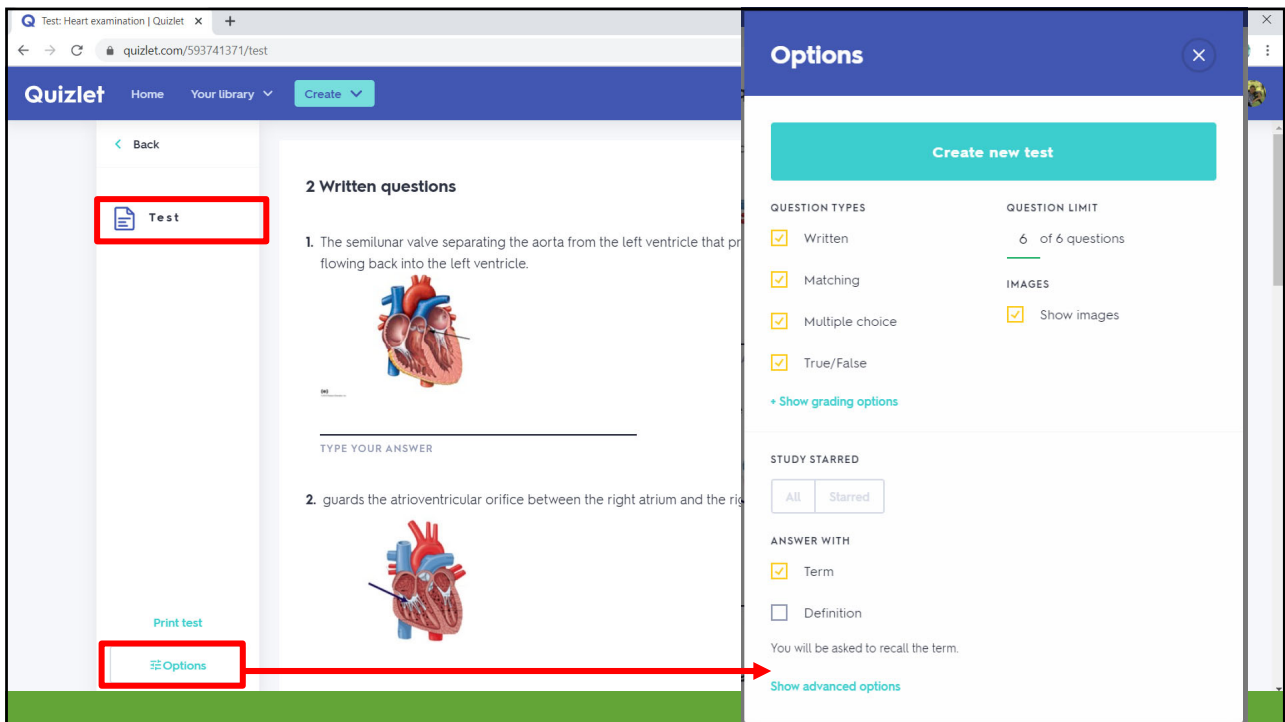 Test: Heart examination | Quizlet
quizlet.com/593741371/test
Quizlet
Home
Your library
Create
Back
Test
Print test
Options
2 Written questions
1. The semilunar valve separating the aorta from the left ventricle that pr
flowing back into the left ventricle.
TYPE YOUR ANSWER
2. guards the atrioventricular orifice between the right atrium and the rig
Options
Create new test
QUESTION TYPES
Written
Matching
Multiple choice
True/False
+ Show grading options
QUESTION LIMIT
6 of 6 questions
IMAGES
Show images
STUDY STARRED
All Starred
ANSWER WITH
Term
Definition
You will be asked to recall the term.
Show advanced options